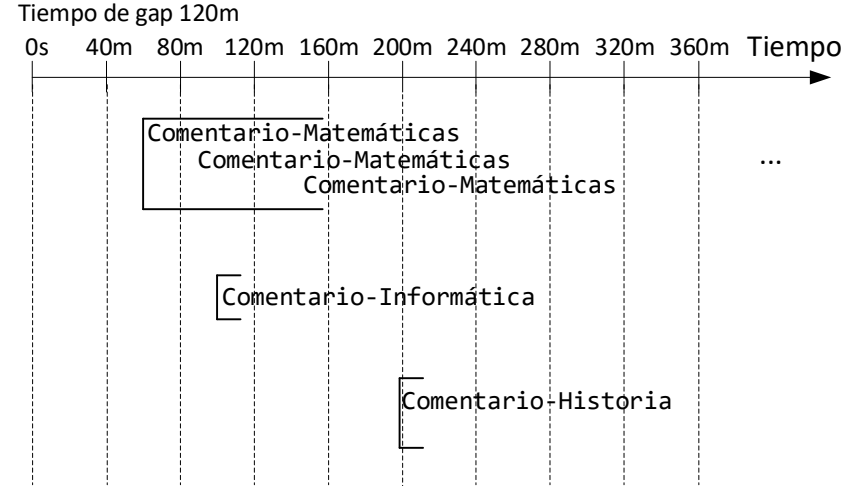 Tiempo de gap 120m
0s 40m 80m 120m 160m 200m 240m 280m 320m 360m Tiempo
Comentario-Matemáticas
Comentario-Matemáticas ...
Comentario-Matemáticas
Comentario-Informática
Comentario-Historia